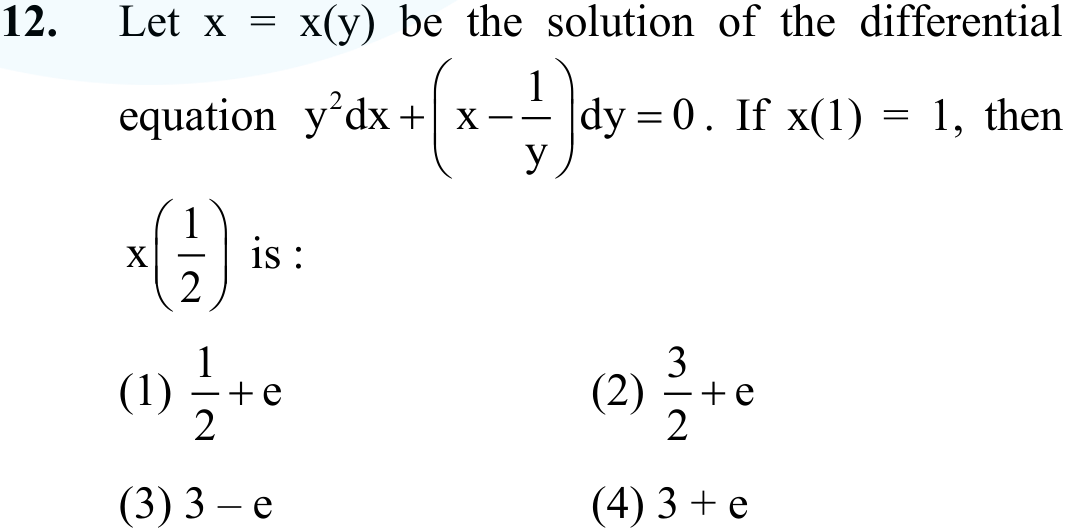 12. Let x = x(y) be the solution of the differential
equation y²dx + (x − 1/y) dy = 0 . If x(1) = 1, then
x(1/2) is :
(1) 1/2 + e (2) 3/2 + e
(3) 3 – e (4) 3 + e